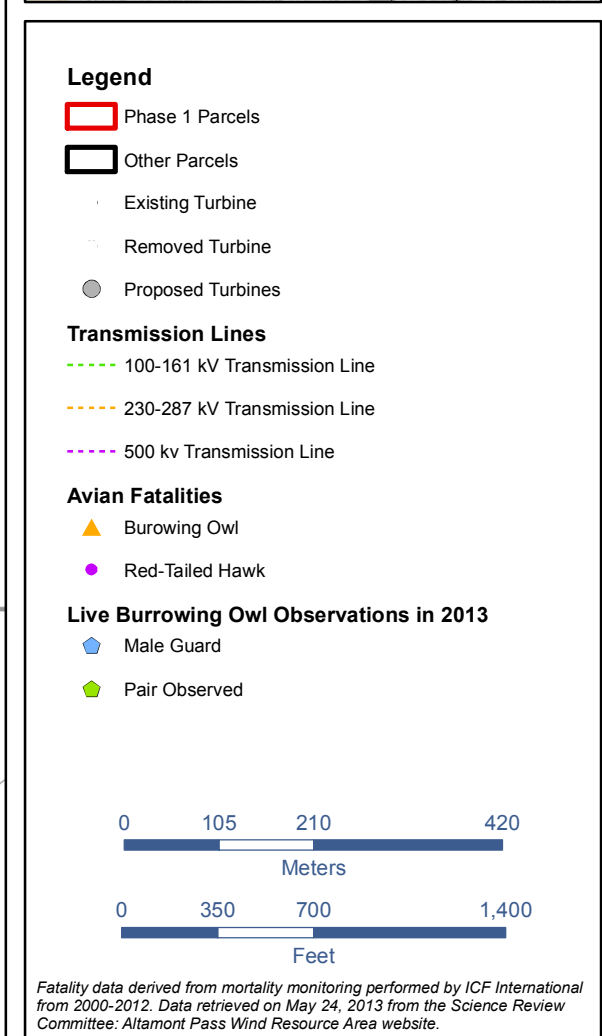 Legend
Phase 1 Parcels
Other Parcels
Existing Turbine
Removed Turbine
Proposed Turbines
Transmission Lines
100-161 kV Transmission Line
230-287 kV Transmission Line
500 kv Transmission Line
Avian Fatalities
Burowing Owl
Red-Tailed Hawk
Live Burrowing Owl Observations in 2013
Male Guard
Pair Observed
0 105 210 420
Meters
0 350 700 1,400
Feet
Fatality data derived from mortality monitoring performed by ICF International
from 2000-2012. Data retrieved on May 24, 2013 from the Science Review
Committee: Altamont Pass Wind Resource Area website.